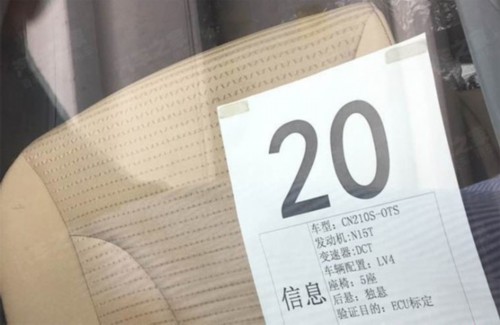 20
车型: CN210S-OTS
发动机:N15T
变速器:DCT
车辆配置: LV4
座椅: 5座
后悬: 独悬
验证目的: ECU标定
信息